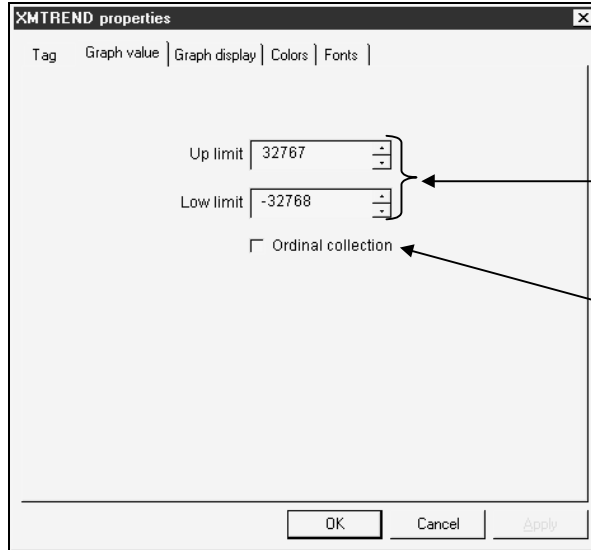 XMTREND properties
Tag Graph value Graph display Colors Fonts
Up limit 32767
Low limit -32768
Ordinal collection
OK Cancel Apply